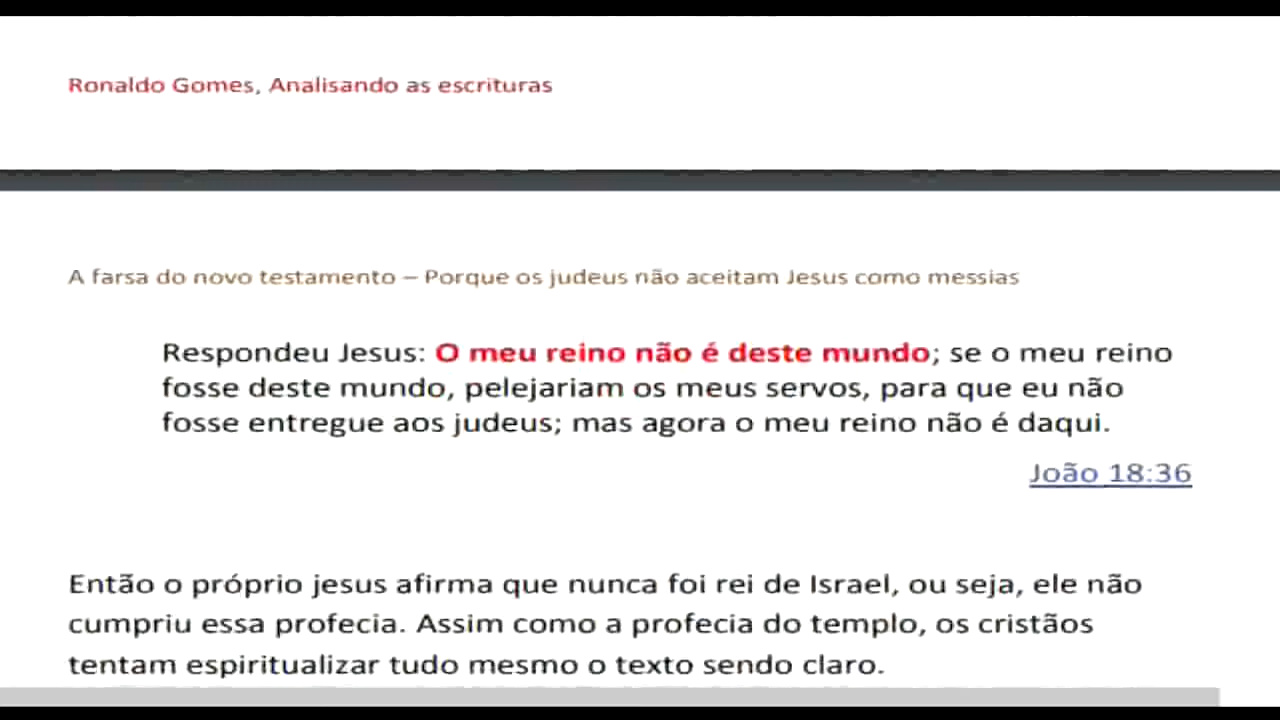 Ronaldo Gomes, Analisando as escrituras
A farsa do novo testamento – Porque os judeus não aceitam Jesus como messias
Respondeu Jesus: O meu reino não é deste mundo; se o meu reino
fosse deste mundo, pelejariam os meus servos, para que eu não
fosse entregue aos judeus; mas agora o meu reino não é daqui.
João 18:36
Então o próprio jesus afirma que nunca foi rei de Israel, ou seja, ele não
cumpriu essa profecia. Assim como a profecia do templo, os cristãos
tentam espiritualizar tudo mesmo o texto sendo claro.